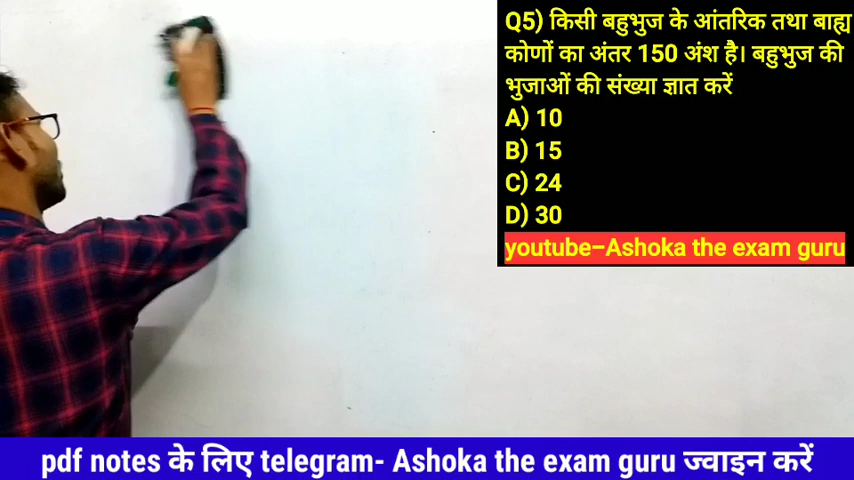 Q5) किसी बहुभुज के आंतरिक तथा बाह्य
कोणों का अंतर 150 अंश है। बहुभुज की
भुजाओं की संख्या ज्ञात करें
A) 10
B) 15
C) 24
D) 30
youtube–Ashoka the exam guru
pdf notes के लिए telegram- Ashoka the exam guru ज्वाइन करें